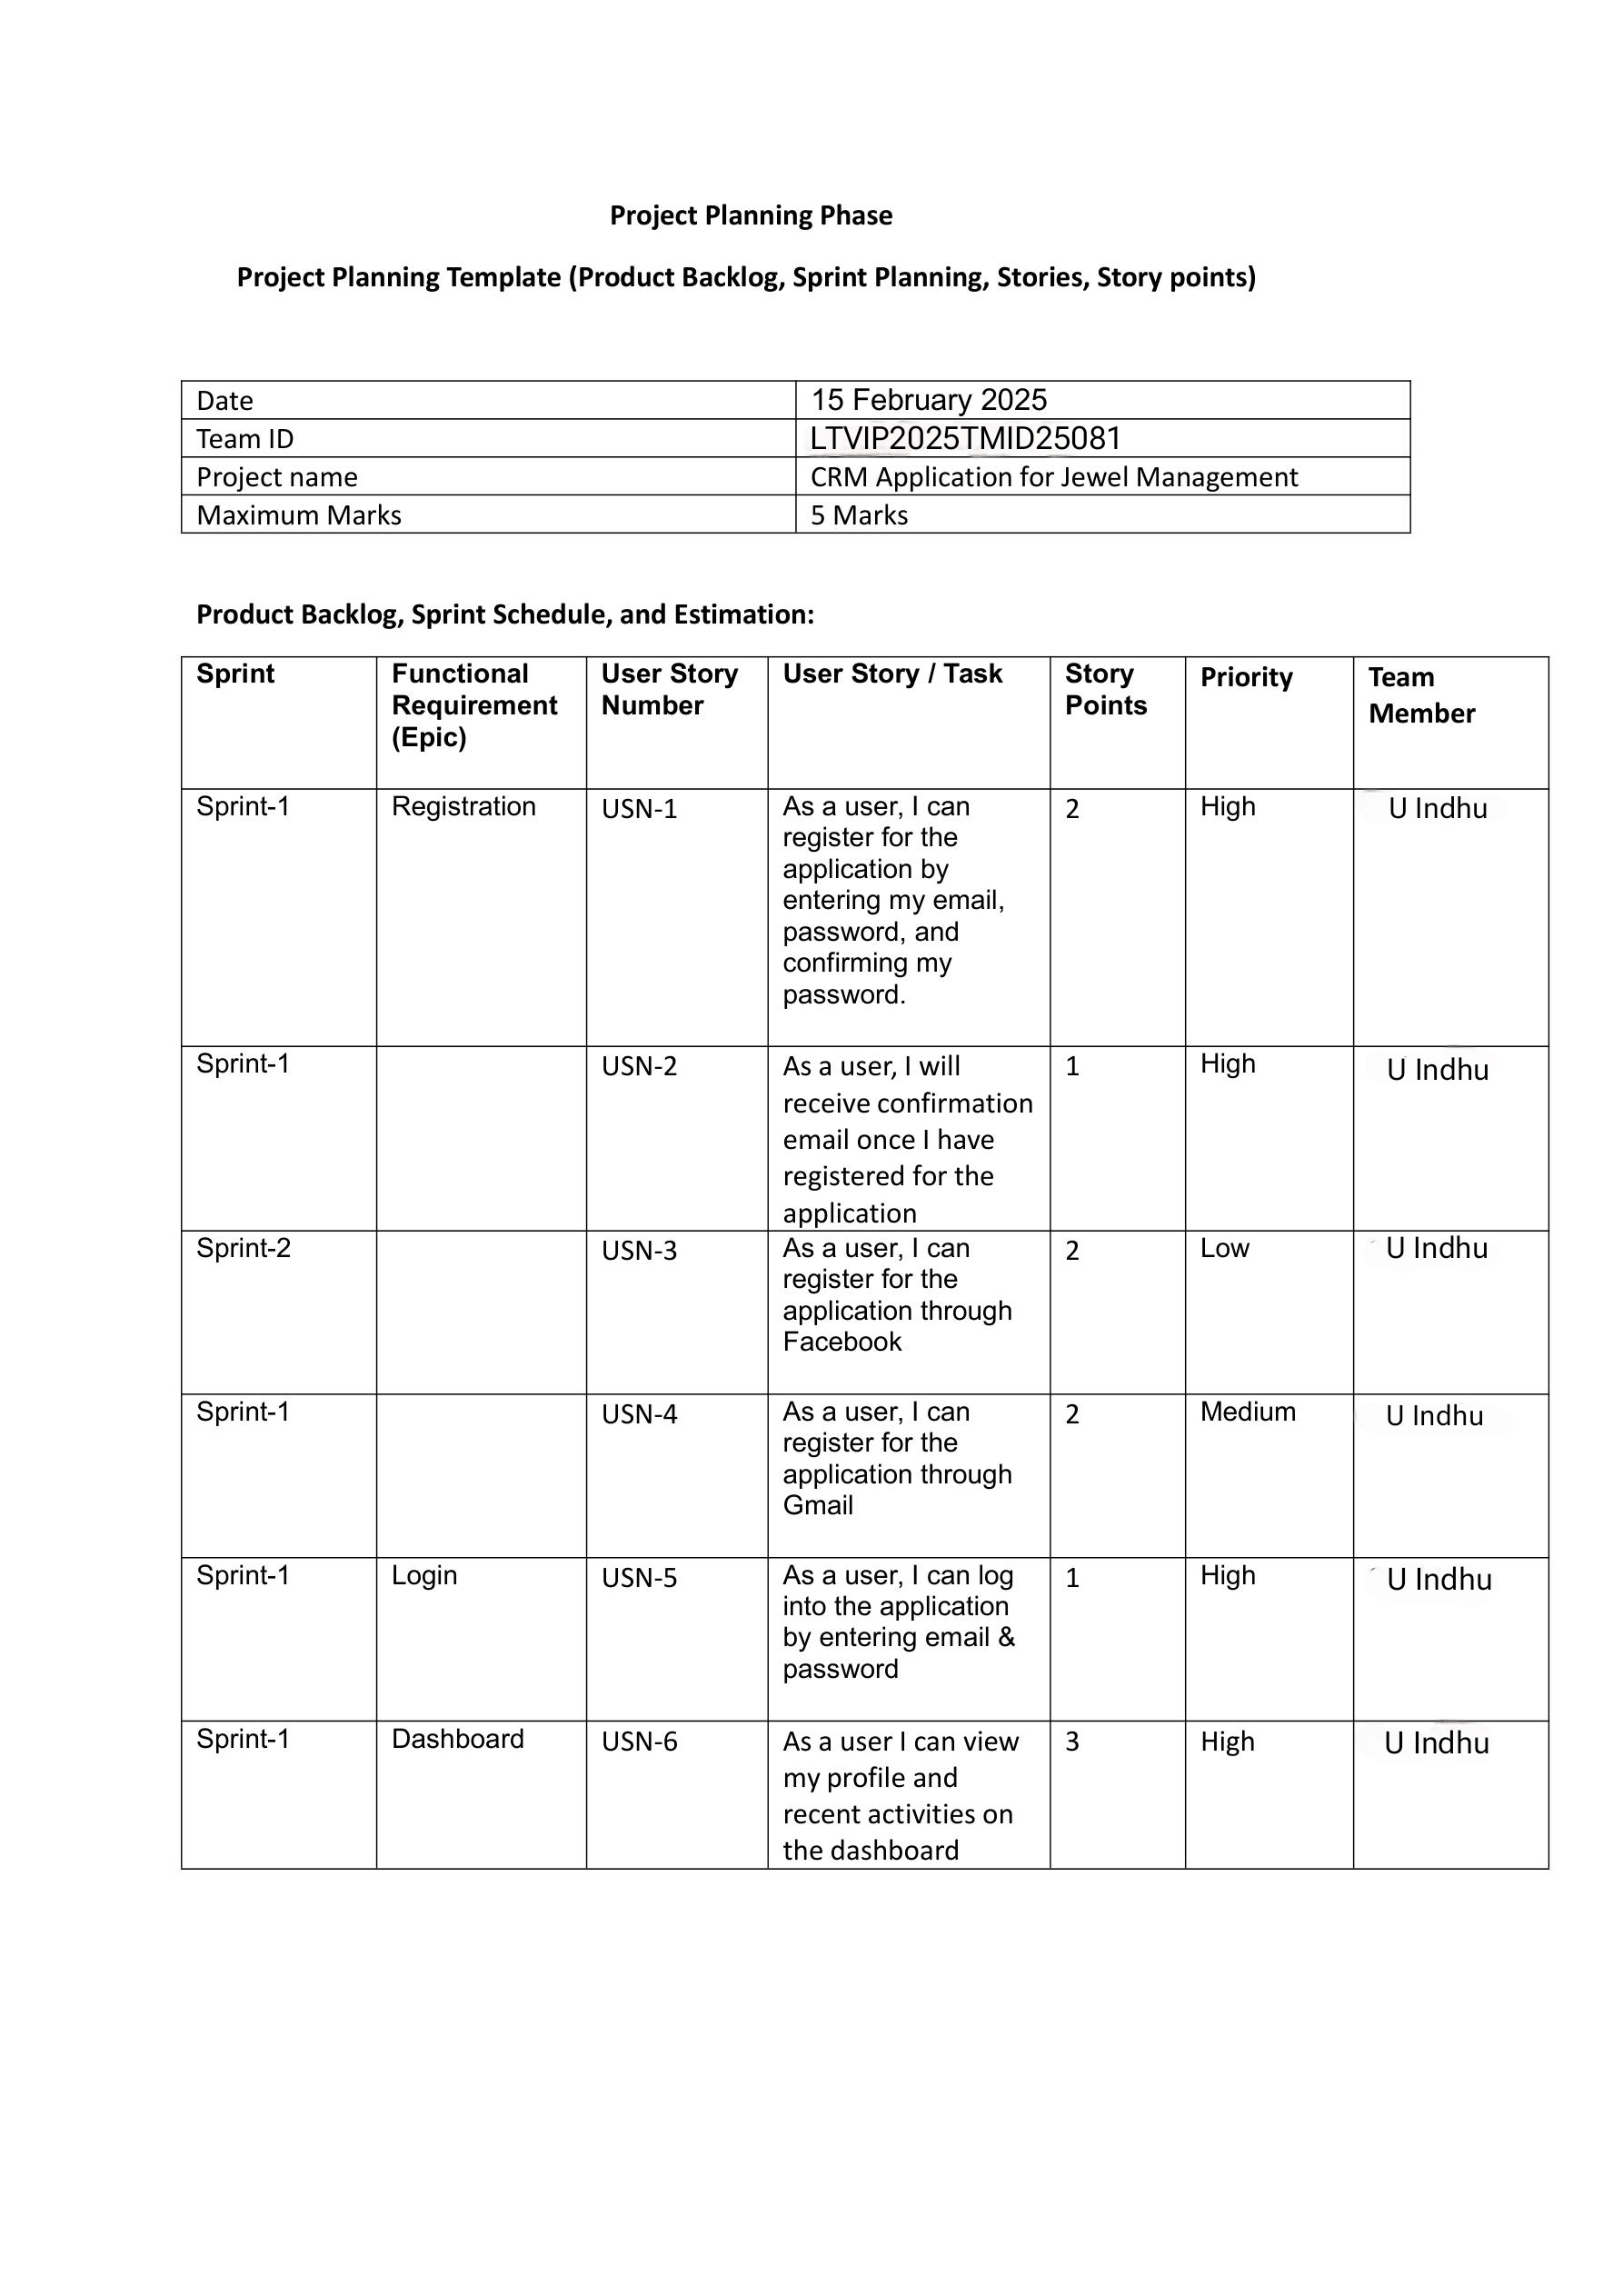 Project Planning Phase
Project Planning Template (Product Backlog, Sprint Planning, Stories, Story points)
Date 15 February 2025
Team ID LTVIP2025TMID25081
Project name CRM Application for Jewel Management
Maximum Marks 5 Marks
Product Backlog, Sprint Schedule, and Estimation:
Sprint Functional User Story User Story / Task Story Priority Team
Requirement Number Points Member
(Epic)
Sprint-1 Registration USN-1 As a user, I can 2 High U Indhu
register for the
application by
entering my email,
password, and
confirming my
password.
Sprint-1 USN-2 As a user, I will 1 High U Indhu
receive confirmation
email once I have
registered for the
application
Sprint-2 USN-3 As a user, I can 2 Low U Indhu
register for the
application through
Facebook
Sprint-1 USN-4 As a user, I can 2 Medium U Indhu
register for the
application through
Gmail
Sprint-1 Login USN-5 As a user, I can log 1 High U Indhu
into the application
by entering email &
password
Sprint-1 Dashboard USN-6 As a user I can view 3 High U Indhu
my profile and
recent activities on
the dashboard